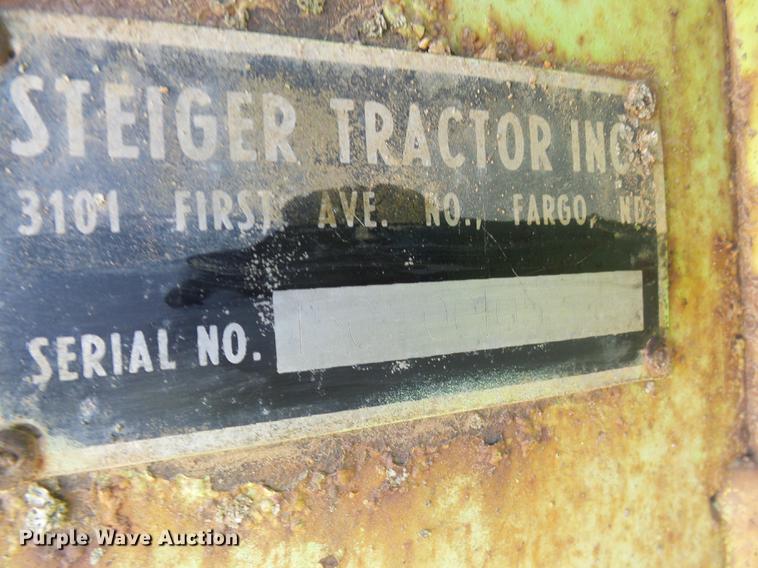 STEIGER TRACTOR INC.
3101 FIRST AVE. NO., FARGO, ND
SERIAL NO.
Purple Wave Auction